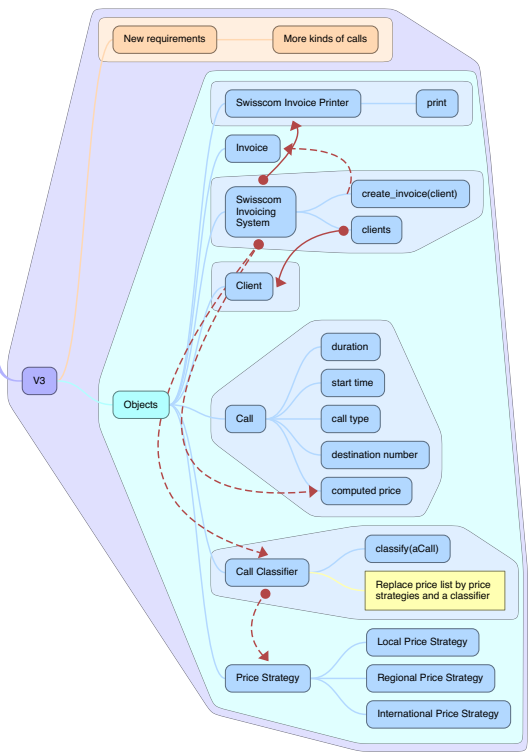 New requirements
More kinds of calls
Swisscom Invoice Printer
print
Invoice
Swisscom
Invoicing
System
create_invoice(client)
clients
Client
V3
Objects
Call
duration
start time
call type
destination number
computed price
Call Classifier
classify(aCall)
Replace price list by price
strategies and a classifier
Price Strategy
Local Price Strategy
Regional Price Strategy
International Price Strategy